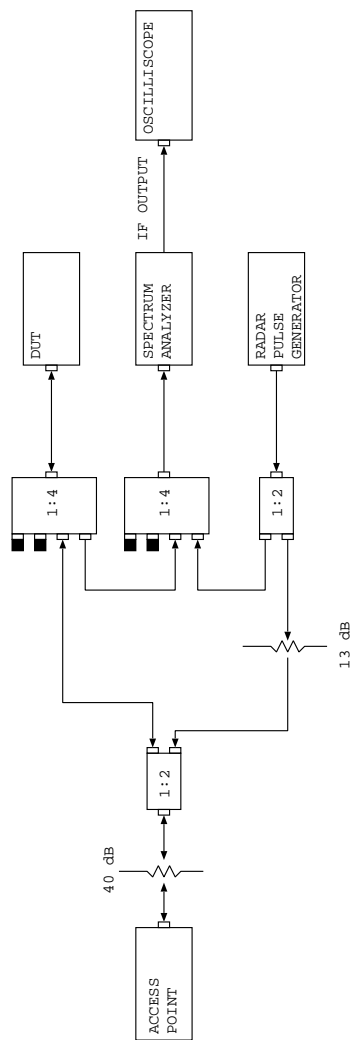 ACCESS
POINT
40 dB
1:2
13 dB
1:4
1:4
1:2
DUT
SPECTRUM
ANALYZER
RADAR
PULSE
GENERATOR
IF OUTPUT
OSCILLISCOPE